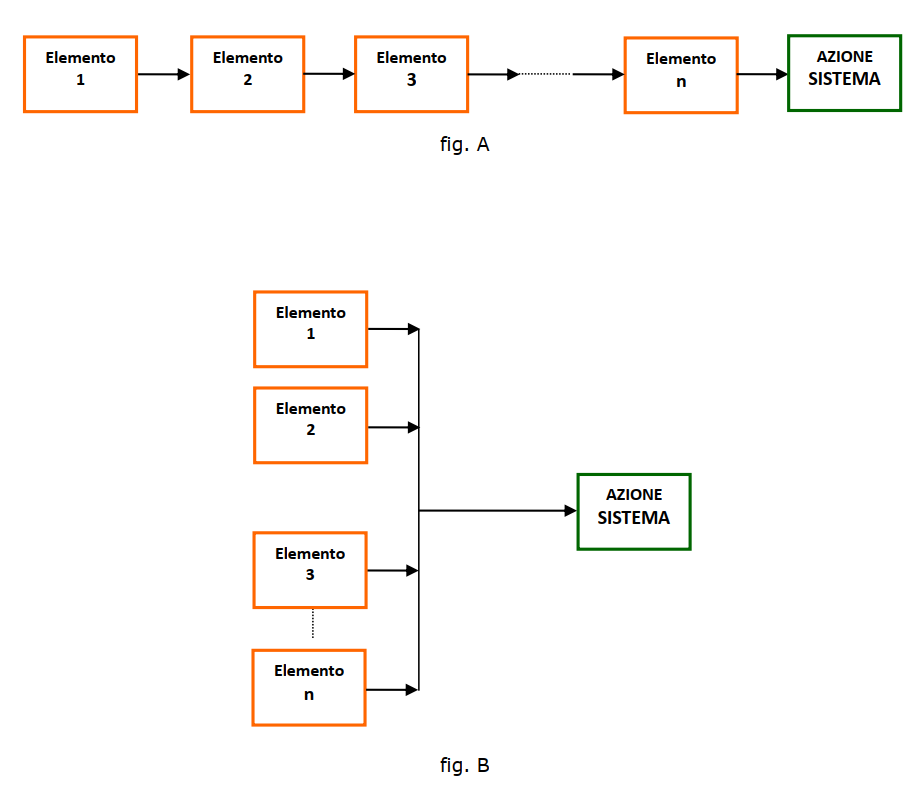 Elemento
1
Elemento
2
Elemento
3
Elemento
n
AZIONE
SISTEMA
fig. A
Elemento
1
Elemento
2
Elemento
3
Elemento
n
AZIONE
SISTEMA
fig. B